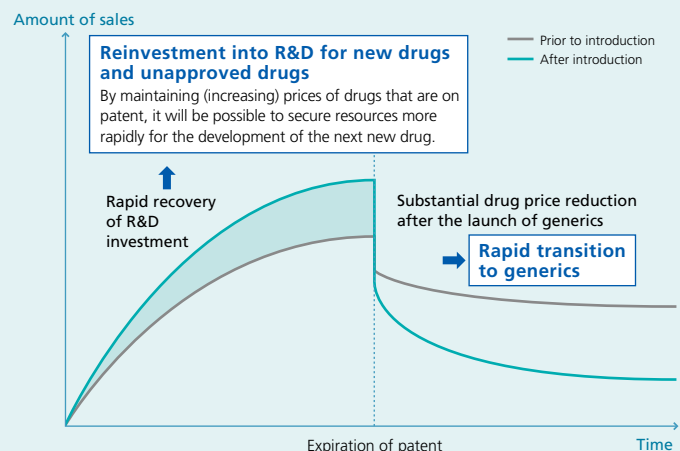 Amount of sales
Reinvestment into R&D for new drugs
and unapproved drugs
By maintaining (increasing) prices of drugs that are on
patent, it will be possible to secure resources more
rapidly for the development of the next new drug.
Prior to introduction
After introduction
Rapid recovery
of R&D
investment
Substantial drug price reduction
after the launch of generics
Rapid transition
to generics
Expiration of patent
Time